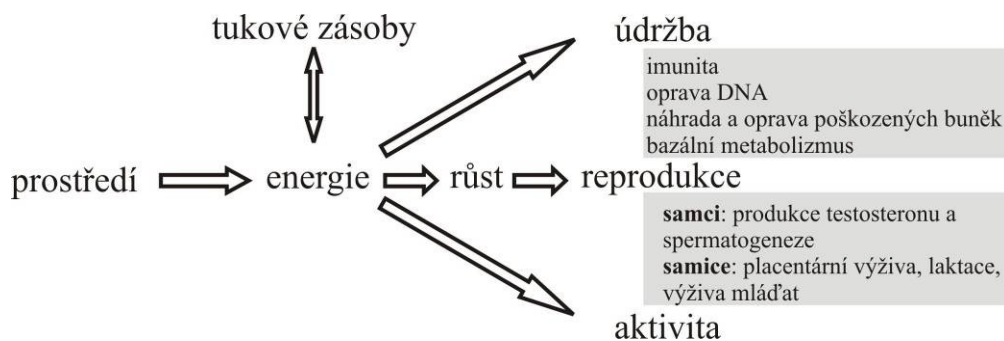 tukové zásoby
údržba
imunita
oprava DNA
náhrada a oprava poškozených buněk
bazální metabolizmus
prostředí
energie
růst
reprodukce
samci: produkce testosteronu a
spermatogeneze
samice: placentární výživa, laktace,
výživa mláďat
aktivita